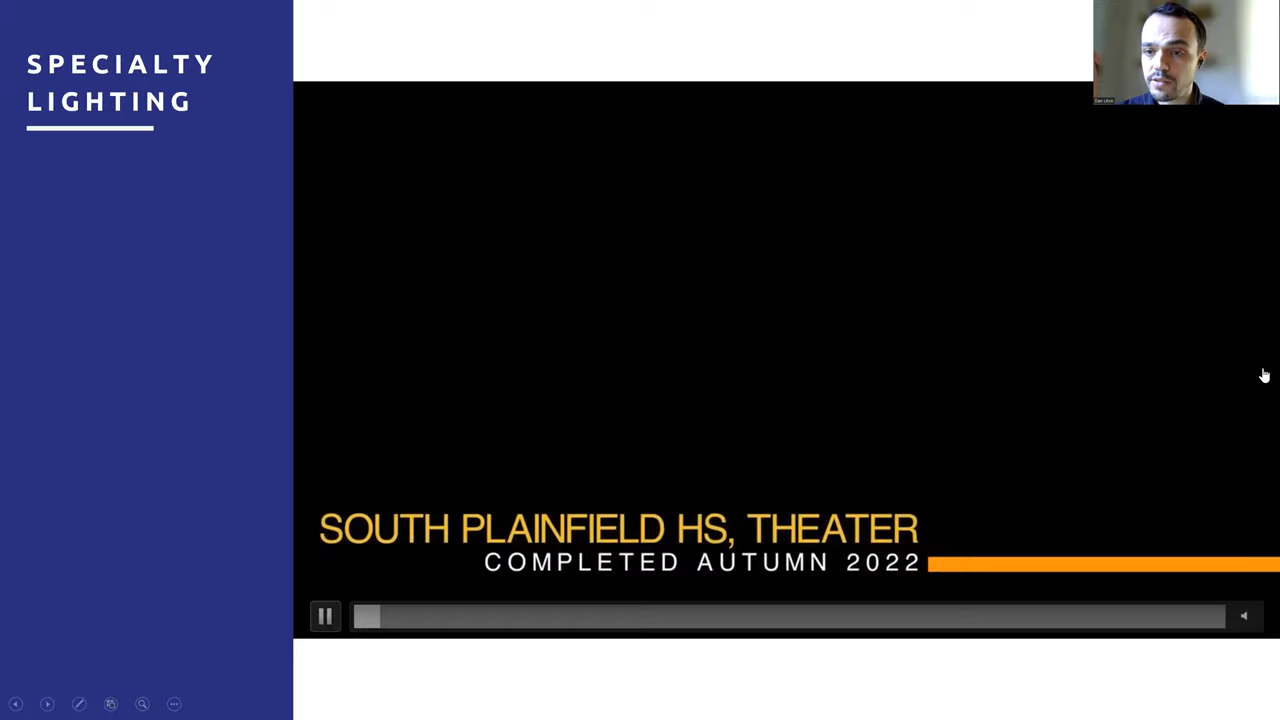 SPECIALTY
LIGHTING
SOUTH PLAINFIELD HS, THEATER
COMPLETED AUTUMN 2022